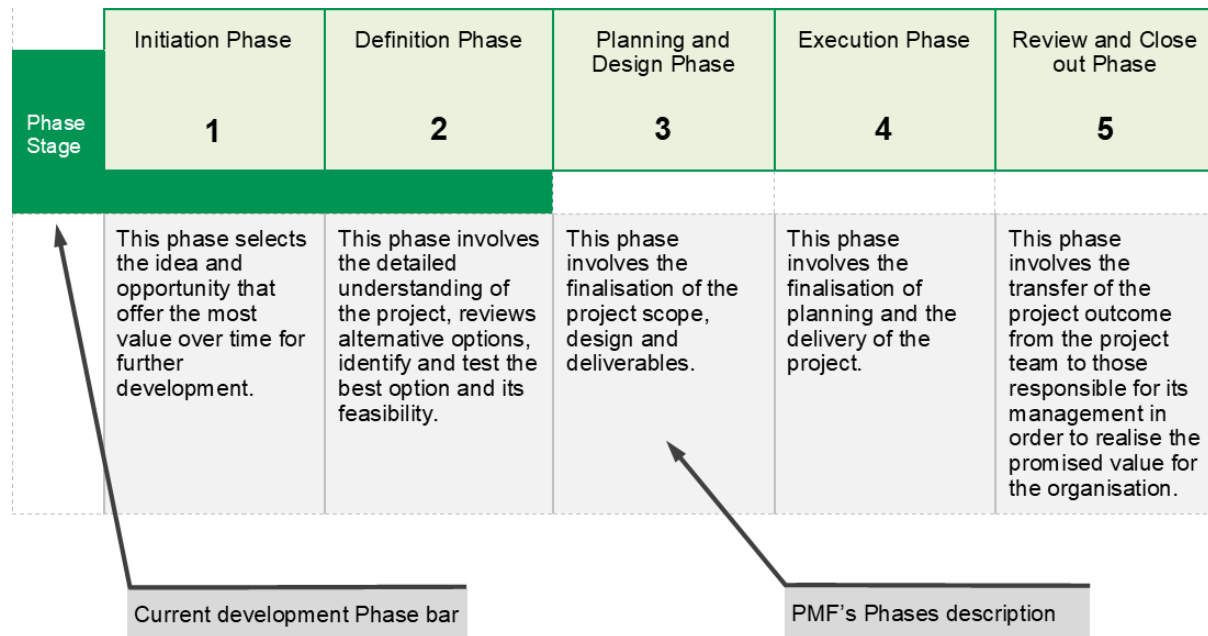 Initiation Phase
Definition Phase
Planning and
Design Phase
Execution Phase
Review and Close
out Phase
Phase
Stage
1
2
3
4
5
This phase selects
the idea and
opportunity that
offer the most
value over time for
further
development.
This phase involves
the detailed
understanding of
the project, reviews
alternative options,
identify and test the
best option and its
feasibility.
This phase
involves the
finalisation of the
project scope,
design and
deliverables.
This phase
involves the
finalisation of
planning and the
delivery of the
project.
This phase
involves the
transfer of the
project outcome
from the project
team to those
responsible for its
management in
order to realise the
promised value for
the organisation.
Current development Phase bar
PMF's Phases description